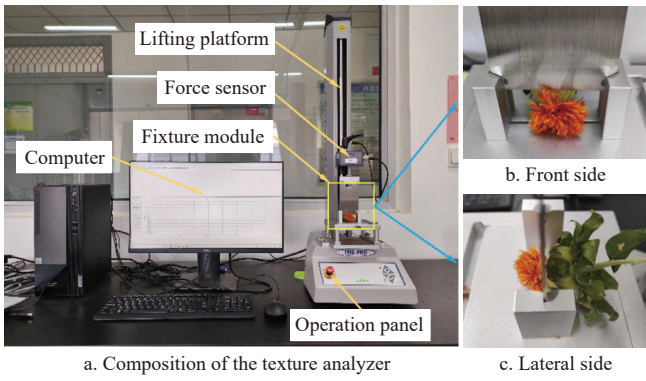 Lifting platform
Force sensor
Fixture module
Computer
Operation panel
a. Composition of the texture analyzer
b. Front side
c. Lateral side